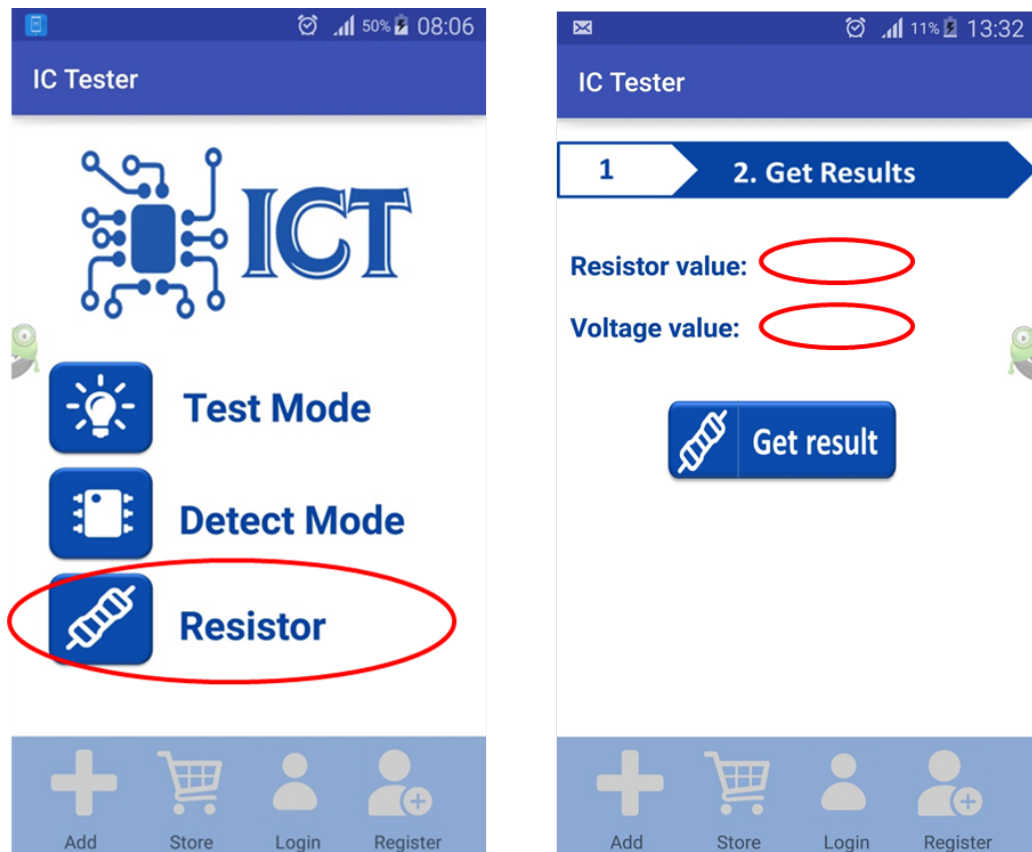 50% 08:06
IC Tester
ICT
Test Mode
Detect Mode
Resistor
Add Store Login Register
11% 13:32
IC Tester
1 2. Get Results
Resistor value:
Voltage value:
Get result
Add Store Login Register